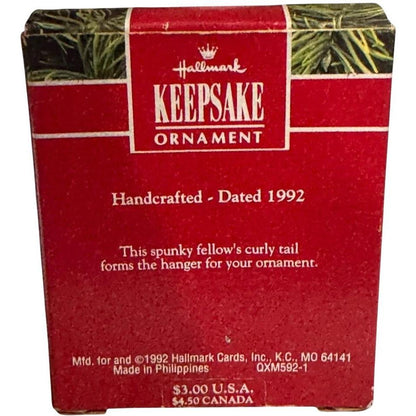 Hallmark
KEEPSAKE
ORNAMENT
Handcrafted - Dated 1992
This spunky fellow's curly tail
forms the hanger for your ornament.
Mfd. for and ©1992 Hallmark Cards, Inc., K.C., MO 64141
Made in Philippines QXM592-1
$3.00 U.S.A.
$4.50 CANADA